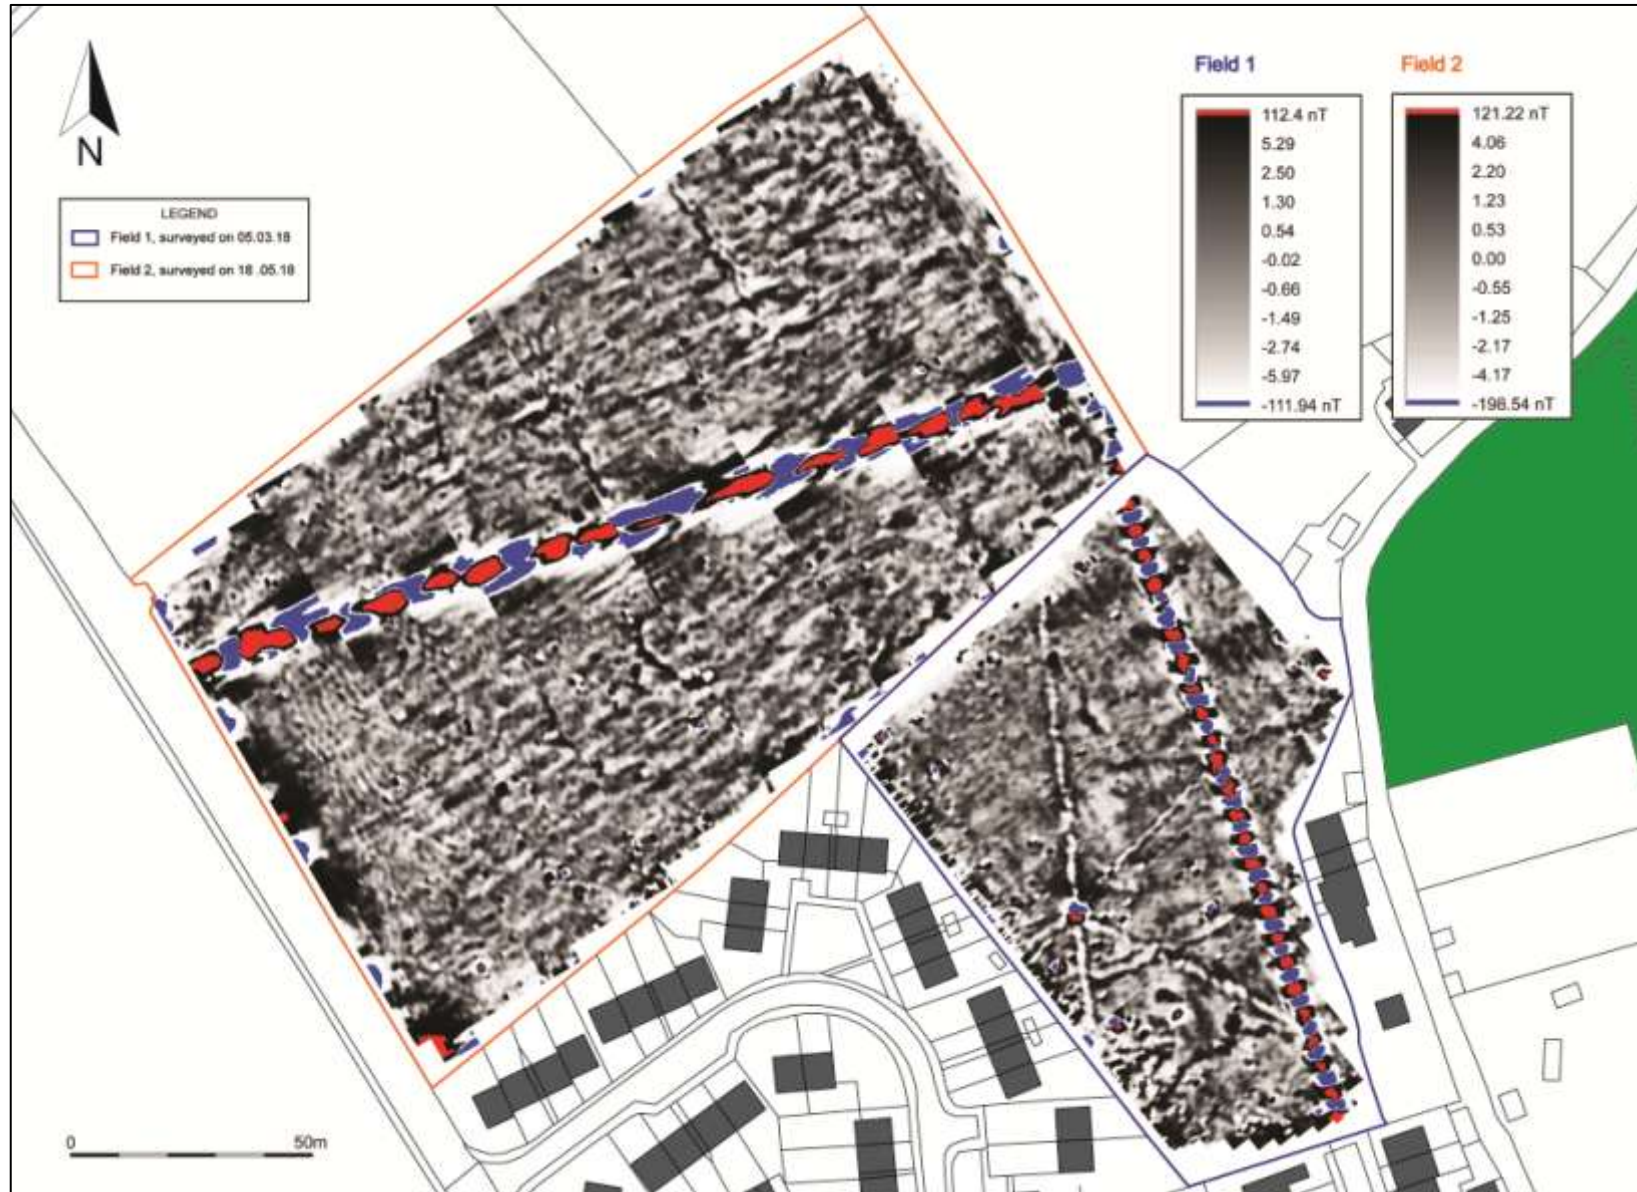 N
LEGEND
Field 1, surveyed on 05.03.18
Field 2, surveyed on 18 .05.18
0 50m
Field 1
112.4 nT
5.29
2.50
1.30
0.54
-0.02
-0.66
-1.49
-2.74
-5.97
-111.94 nT
Field 2
121.22 nT
4.06
2.20
1.23
0.53
0.00
-0.55
-1.25
-2.17
-4.17
-198.54 nT